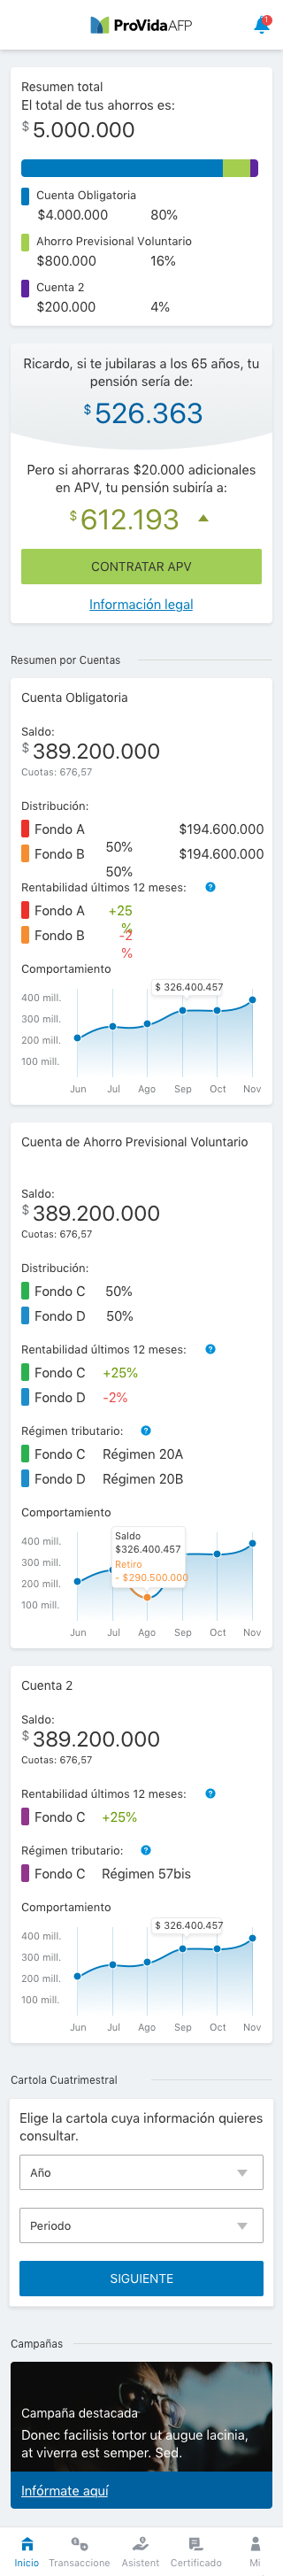 ProVida AFP
1
Resumen total
El total de tus ahorros es:
$ 5.000.000
Cuenta Obligatoria
$4.000.000 80%
Ahorro Previsional Voluntario
$800.000 16%
Cuenta 2
$200.000 4%
Ricardo, si te jubilaras a los 65 años, tu
pensión sería de:
$ 526.363
Pero si ahorraras $20.000 adicionales
en APV, tu pensión subiría a:
$ 612.193
CONTRATAR APV
Información legal
Resumen por Cuentas
Cuenta Obligatoria
Saldo:
$ 389.200.000
Cuotas: 676,57
Distribución:
Fondo A 50% $194.600.000
Fondo B 50% $194.600.000
Rentabilidad últimos 12 meses: ?
Fondo A +25 %
Fondo B -2 %
Comportamiento
$ 326.400.457
400 mill.
300 mill.
200 mill.
100 mill.
Jun Jul Ago Sep Oct Nov
Cuenta de Ahorro Previsional Voluntario
Saldo:
$ 389.200.000
Cuotas: 676,57
Distribución:
Fondo C 50%
Fondo D 50%
Rentabilidad últimos 12 meses: ?
Fondo C +25%
Fondo D -2%
Régimen tributario: ?
Fondo C Régimen 20A
Fondo D Régimen 20B
Comportamiento
Saldo
$326.400.457
Retiro
- $290.500.000
400 mill.
300 mill.
200 mill.
100 mill.
Jun Jul Ago Sep Oct Nov
Cuenta 2
Saldo:
$ 389.200.000
Cuotas: 676,57
Rentabilidad últimos 12 meses: ?
Fondo C +25%
Régimen tributario: ?
Fondo C Régimen 57bis
Comportamiento
$ 326.400.457
400 mill.
300 mill.
200 mill.
100 mill.
Jun Jul Ago Sep Oct Nov
Cartola Cuatrimestral
Elige la cartola cuya información quieres
consultar.
Año
Periodo
SIGUIENTE
Campañas
Campaña destacada
Donec facilisis tortor ut augue lacinia,
at viverra est semper. Sed.
Infórmate aquí
Inicio Transaccione Asistent Certificado Mi